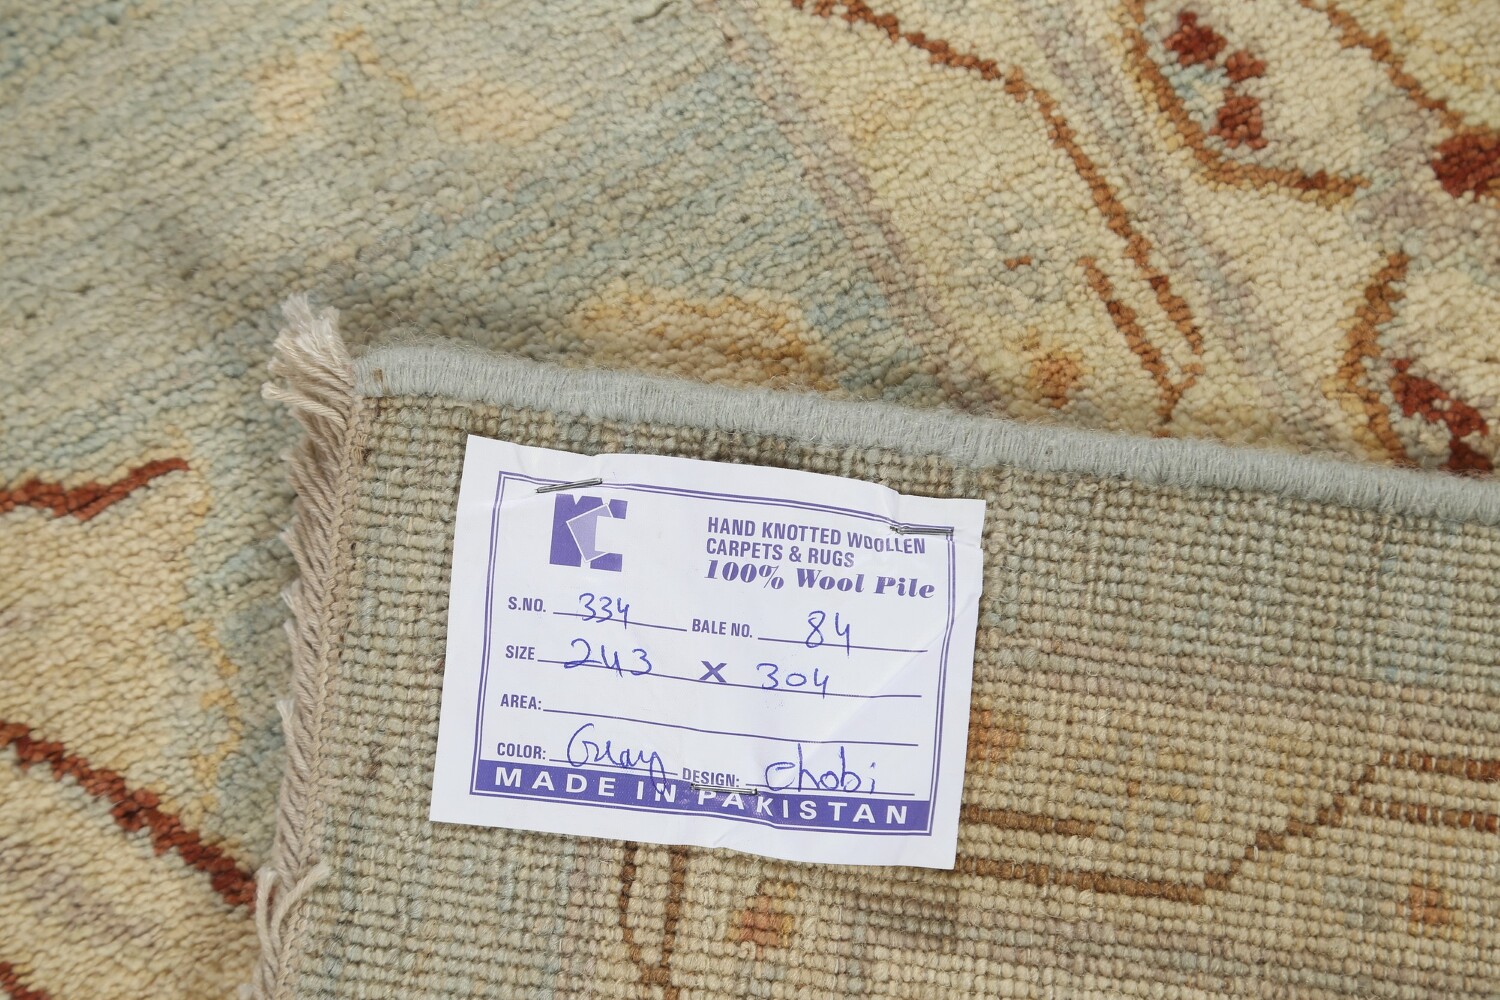 KC
HAND KNOTTED WOOLLEN
CARPETS & RUGS
100% Wool Pile
S.NO. 334 BALE NO. 84
SIZE 243 X 304
AREA:
COLOR: Gray DESIGN: chobi
MADE IN PAKISTAN